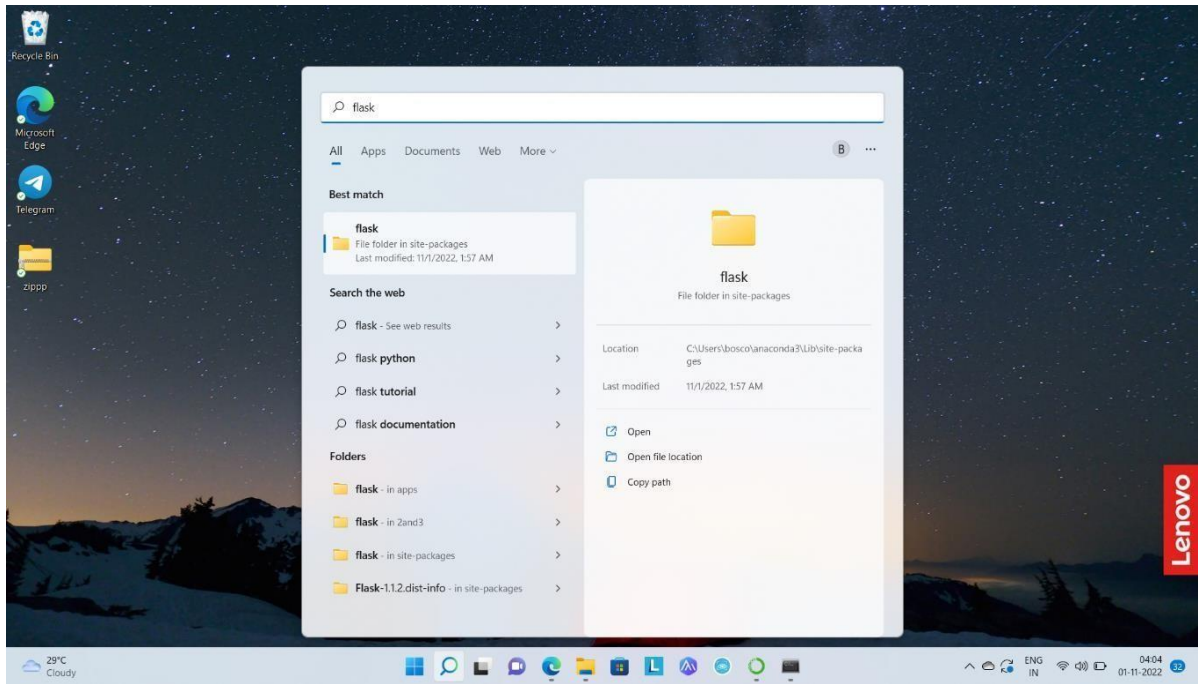 Recycle Bin
Microsoft
Edge
Telegram
zippp
flask
All Apps Documents Web More
B ...
Best match
flask
File folder in site-packages
Last modified: 11/1/2022, 1:57 AM
Search the web
flask - See web results
flask python
flask tutorial
flask documentation
Folders
flask - in apps
flask - in 2and3
flask - in site-packages
Flask-1.1.2.dist-info - in site-packages
flask
File folder in site-packages
Location C:\Users\bosco\anaconda3\Lib\site-packa
ges
Last modified 11/1/2022, 1:57 AM
Open
Open file location
Copy path
Lenovo
29°C
Cloudy
L
ENG
IN
04:04
01-11-2022
32